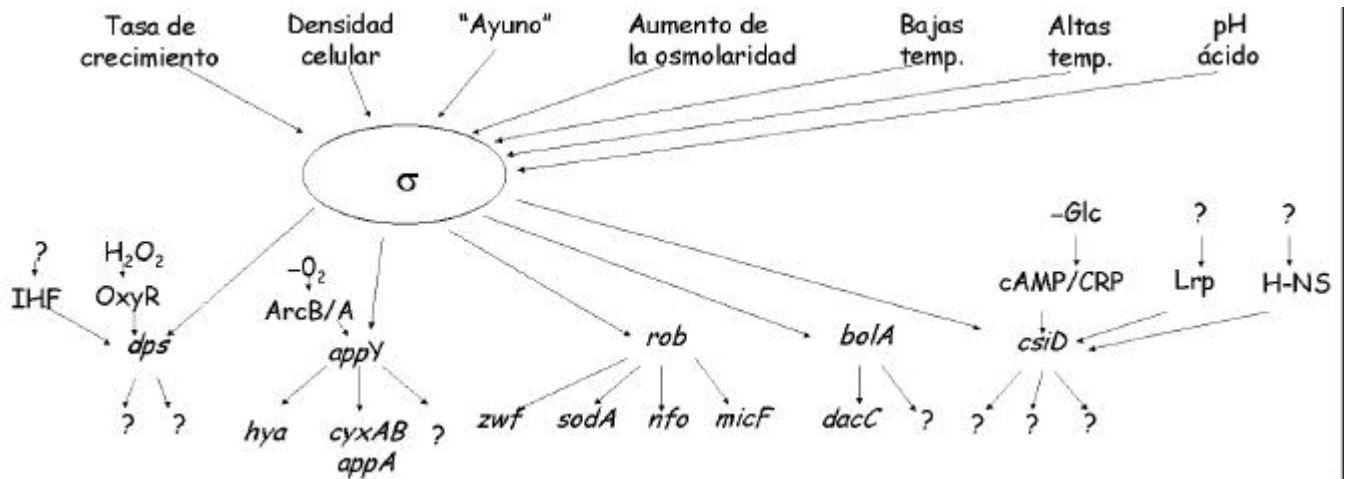 Tasa de
crecimiento
Densidad
celular
"Ayuno"
Aumento de
la osmolaridad
Bajas
temp.
Altas
temp.
pH
ácido
σ
?
IHF
H₂O₂
OxyR
dps
?
?
–O₂
ArcB/A
appY
hya
cyxAB
appA
?
rob
zwf
sodA
nfo
micF
bolA
dacC
?
–Glc
cAMP/CRP
?
Lrp
?
H-NS
csiD
?
?
?